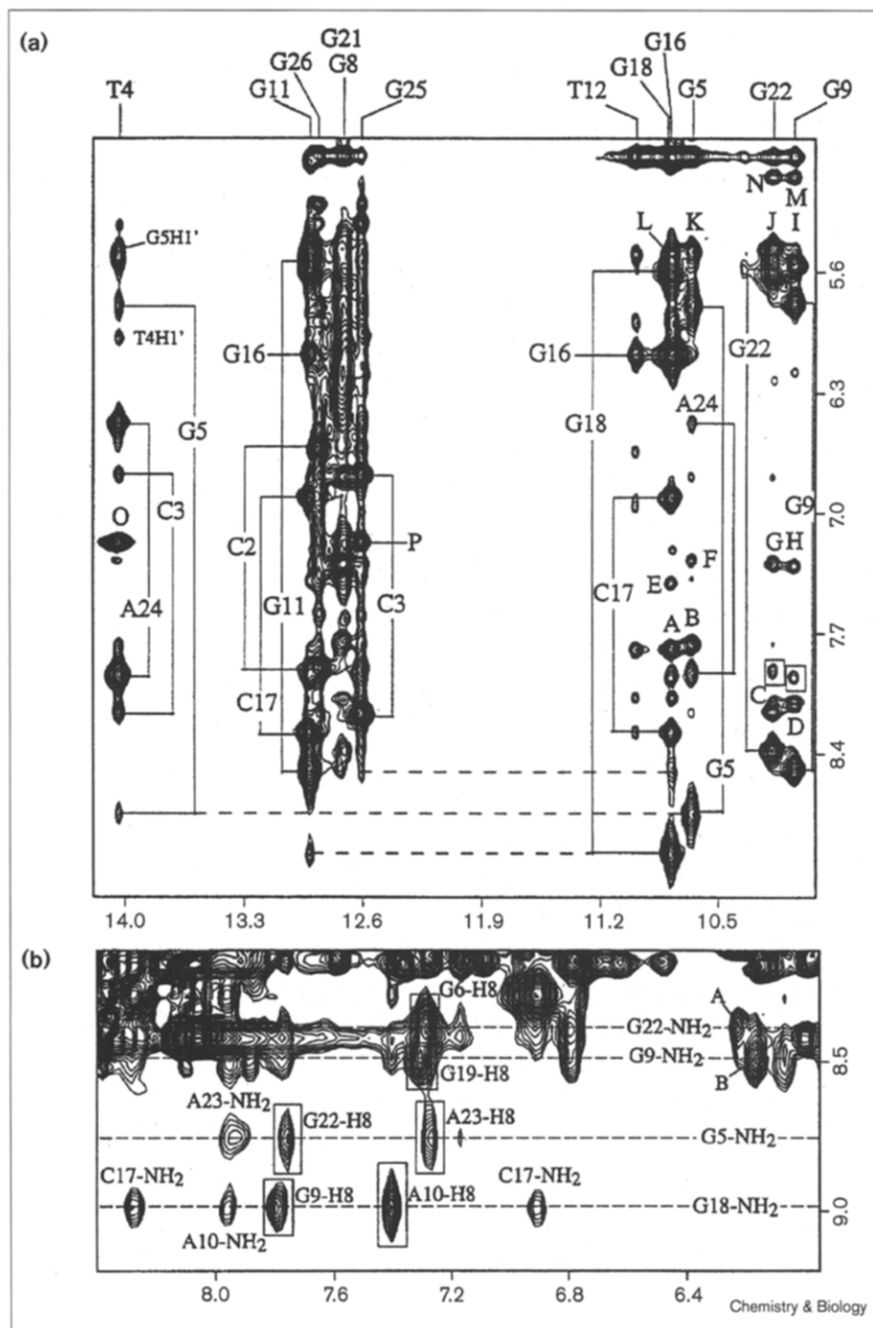 (a)
G21
G16
G26 G8
G18
T4
G11
G25
T12
G5
G22
G9
N
M
L
K
J
I
G5H1'
5.6
T4H1'
G16
G16
G22
G18
6.3
A24
G5
C3
G9
7.0
O
C2
P
G
H
F
E
A24
G11
C3
C17
A
B
7.7
C17
C
D
G5
8.4
14.0 13.3 12.6 11.9 11.2 10.5
(b)
G6-H8
A
G22-NH2
G9-NH2
8.5
G19-H8
B
A23-NH2
G22-H8
A23-H8
G5-NH2
C17-NH2
G9-H8
A10-H8
C17-NH2
G18-NH2
9.0
A10-NH2
8.0 7.6 7.2 6.8 6.4
Chemistry & Biology